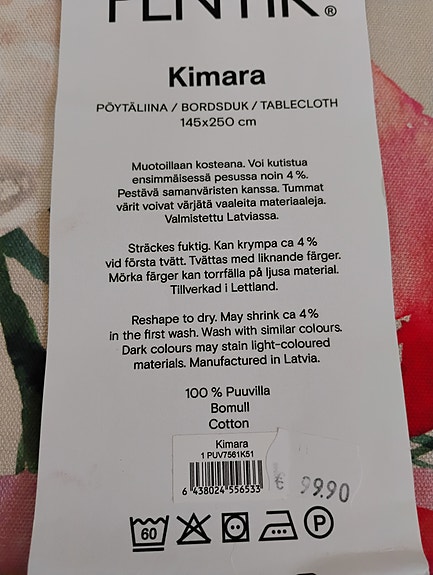 PENTIK®
Kimara
PÖYTÄLIINA / BORDSDUK / TABLECLOTH
145x250 cm
Muotoillaan kosteana. Voi kutistua
ensimmäisessä pesussa noin 4 %.
Pestävä samanväristen kanssa. Tummat
värit voivat värjätä vaaleita materiaaleja.
Valmistettu Latviassa.
Sträckes fuktig. Kan krympa ca 4 %
vid första tvätt. Tvättas med liknande färger.
Mörka färger kan torrfälla på ljusa material.
Tillverkad i Lettland.
Reshape to dry. May shrink ca 4 %
in the first wash. Wash with similar colours.
Dark colours may stain light-coloured
materials. Manufactured in Latvia.
100 % Puuvilla
Bomull
Cotton
Kimara
1 PUV7561K51
6 438024 556533
€ 99.90
60 P